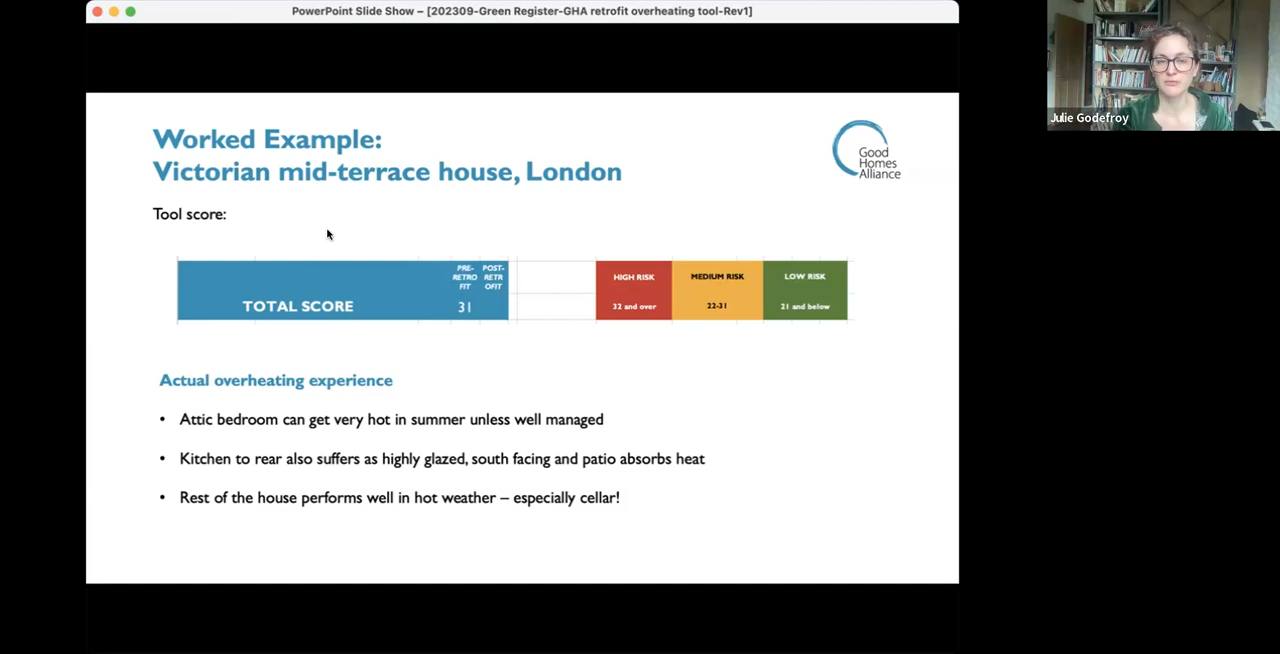 PowerPoint Slide Show – [202309-Green Register-GHA retrofit overheating tool-Rev1]
Julie Godefroy
Worked Example:
Victorian mid-terrace house, London
Good
Homes
Alliance
Tool score:
PRE-
RETRO
FIT
POST-
RETR
OFIT
HIGH RISK
MEDIUM RISK
LOW RISK
TOTAL SCORE
31
32 and over
22-31
21 and below
Actual overheating experience
• Attic bedroom can get very hot in summer unless well managed
• Kitchen to rear also suffers as highly glazed, south facing and patio absorbs heat
• Rest of the house performs well in hot weather – especially cellar!